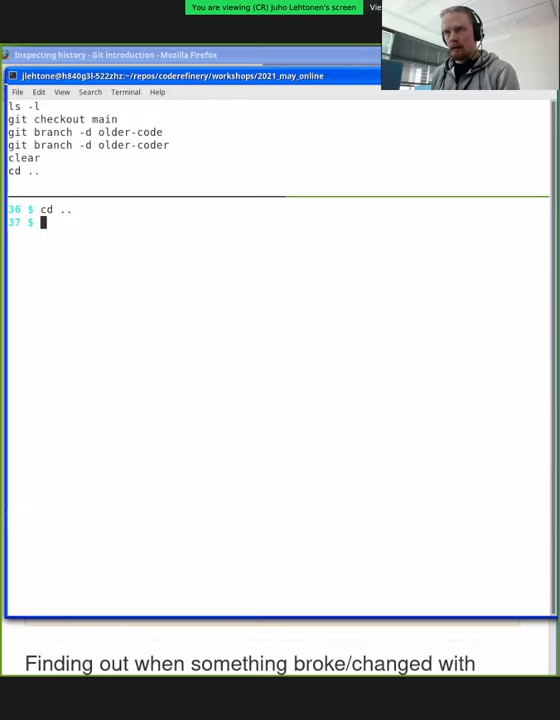 You are viewing (CR) Juho Lehtonen's screen
Inspecting history - Git introduction - Mozilla Firefox
jlehtone@h840g3l-522zhz:~/repos/coderefinery/workshops/2021_may_online
File Edit View Search Terminal Help
ls -l
git checkout main
git branch -d older-code
git branch -d older-coder
clear
cd ..
36 $ cd ..
37 $
Finding out when something broke/changed with